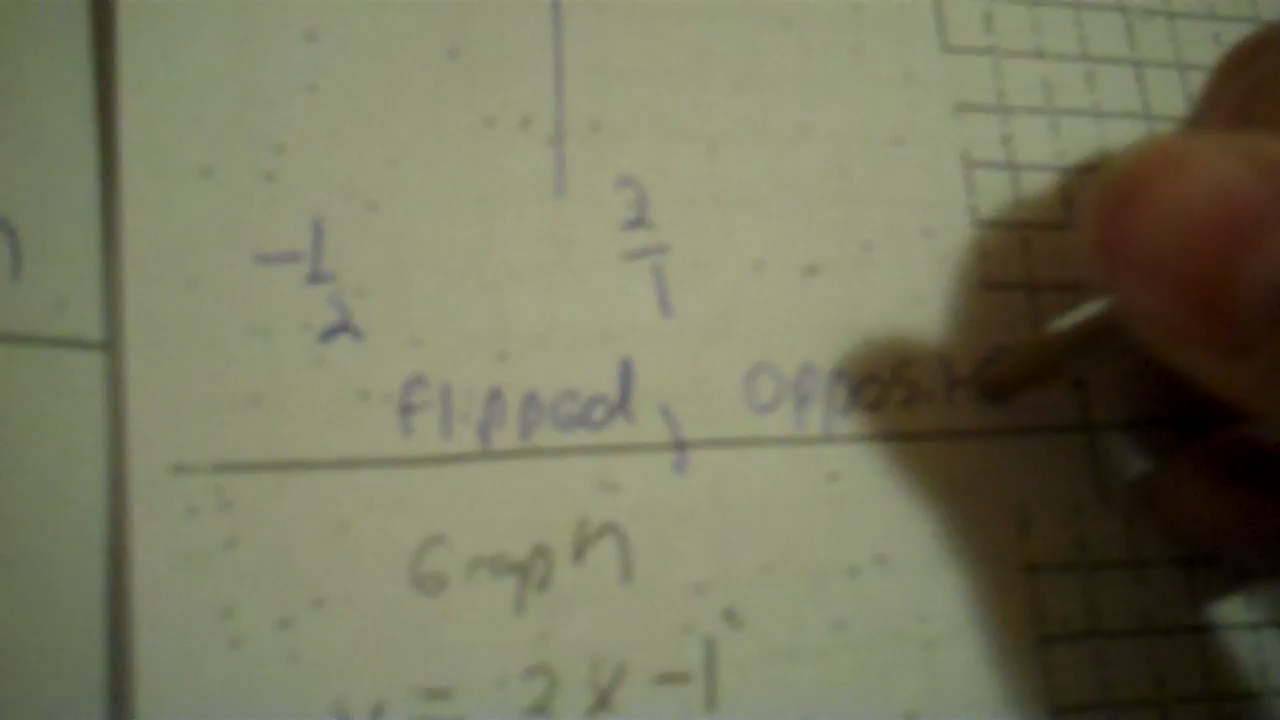 -1/2 2/1
Flipped, Opposite
Graph
y = 2x -1